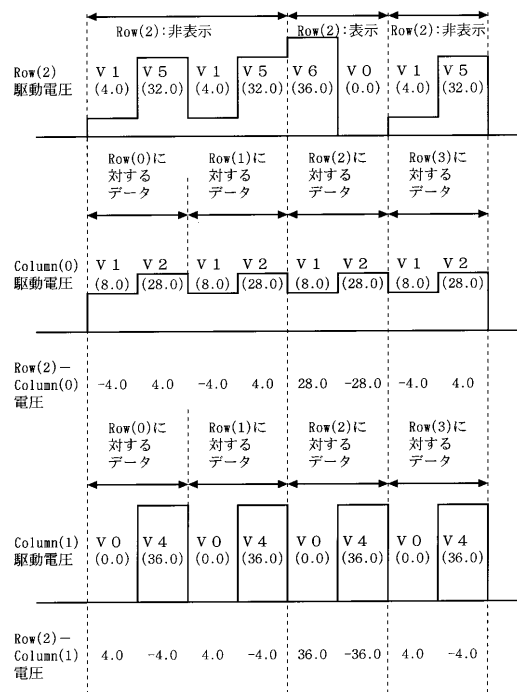 Row(2):非表示 Row(2):表示 Row(2):非表示
Row(2)
駆動電圧
V1 V5 V1 V5 V6 V0 V1 V5
(4.0) (32.0) (4.0) (32.0) (36.0) (0.0) (4.0) (32.0)
Row(0)に Row(1)に Row(2)に Row(3)に
対する 対する 対する 対する
データ データ データ データ
Column(0)
駆動電圧
V1 V2 V1 V2 V1 V2 V1 V2
(8.0) (28.0) (8.0) (28.0) (8.0) (28.0) (8.0) (28.0)
Row(2)−
Column(0) -4.0 4.0 -4.0 4.0 28.0 -28.0 -4.0 4.0
電圧
Row(0)に Row(1)に Row(2)に Row(3)に
対する 対する 対する 対する
データ データ データ データ
Column(1)
駆動電圧
V0 V4 V0 V4 V0 V4 V0 V4
(0.0) (36.0) (0.0) (36.0) (0.0) (36.0) (0.0) (36.0)
Row(2)−
Column(1) 4.0 -4.0 4.0 -4.0 36.0 -36.0 4.0 -4.0
電圧